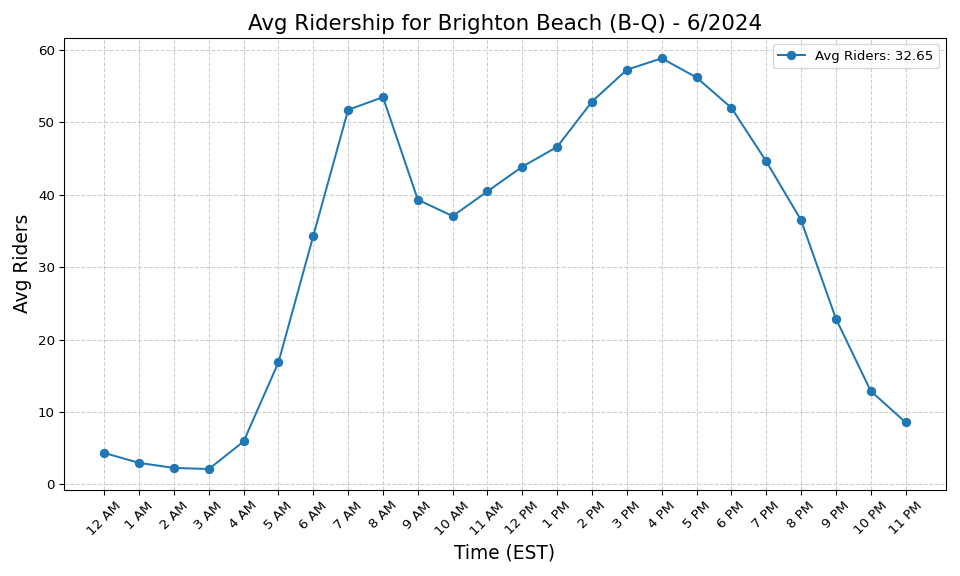 Avg Ridership for Brighton Beach (B-Q) - 6/2024
Avg Riders: 32.65
60
50
40
30
20
10
0
Avg Riders
12 AM
1 AM
2 AM
3 AM
4 AM
5 AM
6 AM
7 AM
8 AM
9 AM
10 AM
11 AM
12 PM
1 PM
2 PM
3 PM
4 PM
5 PM
6 PM
7 PM
8 PM
9 PM
10 PM
11 PM
Time (EST)